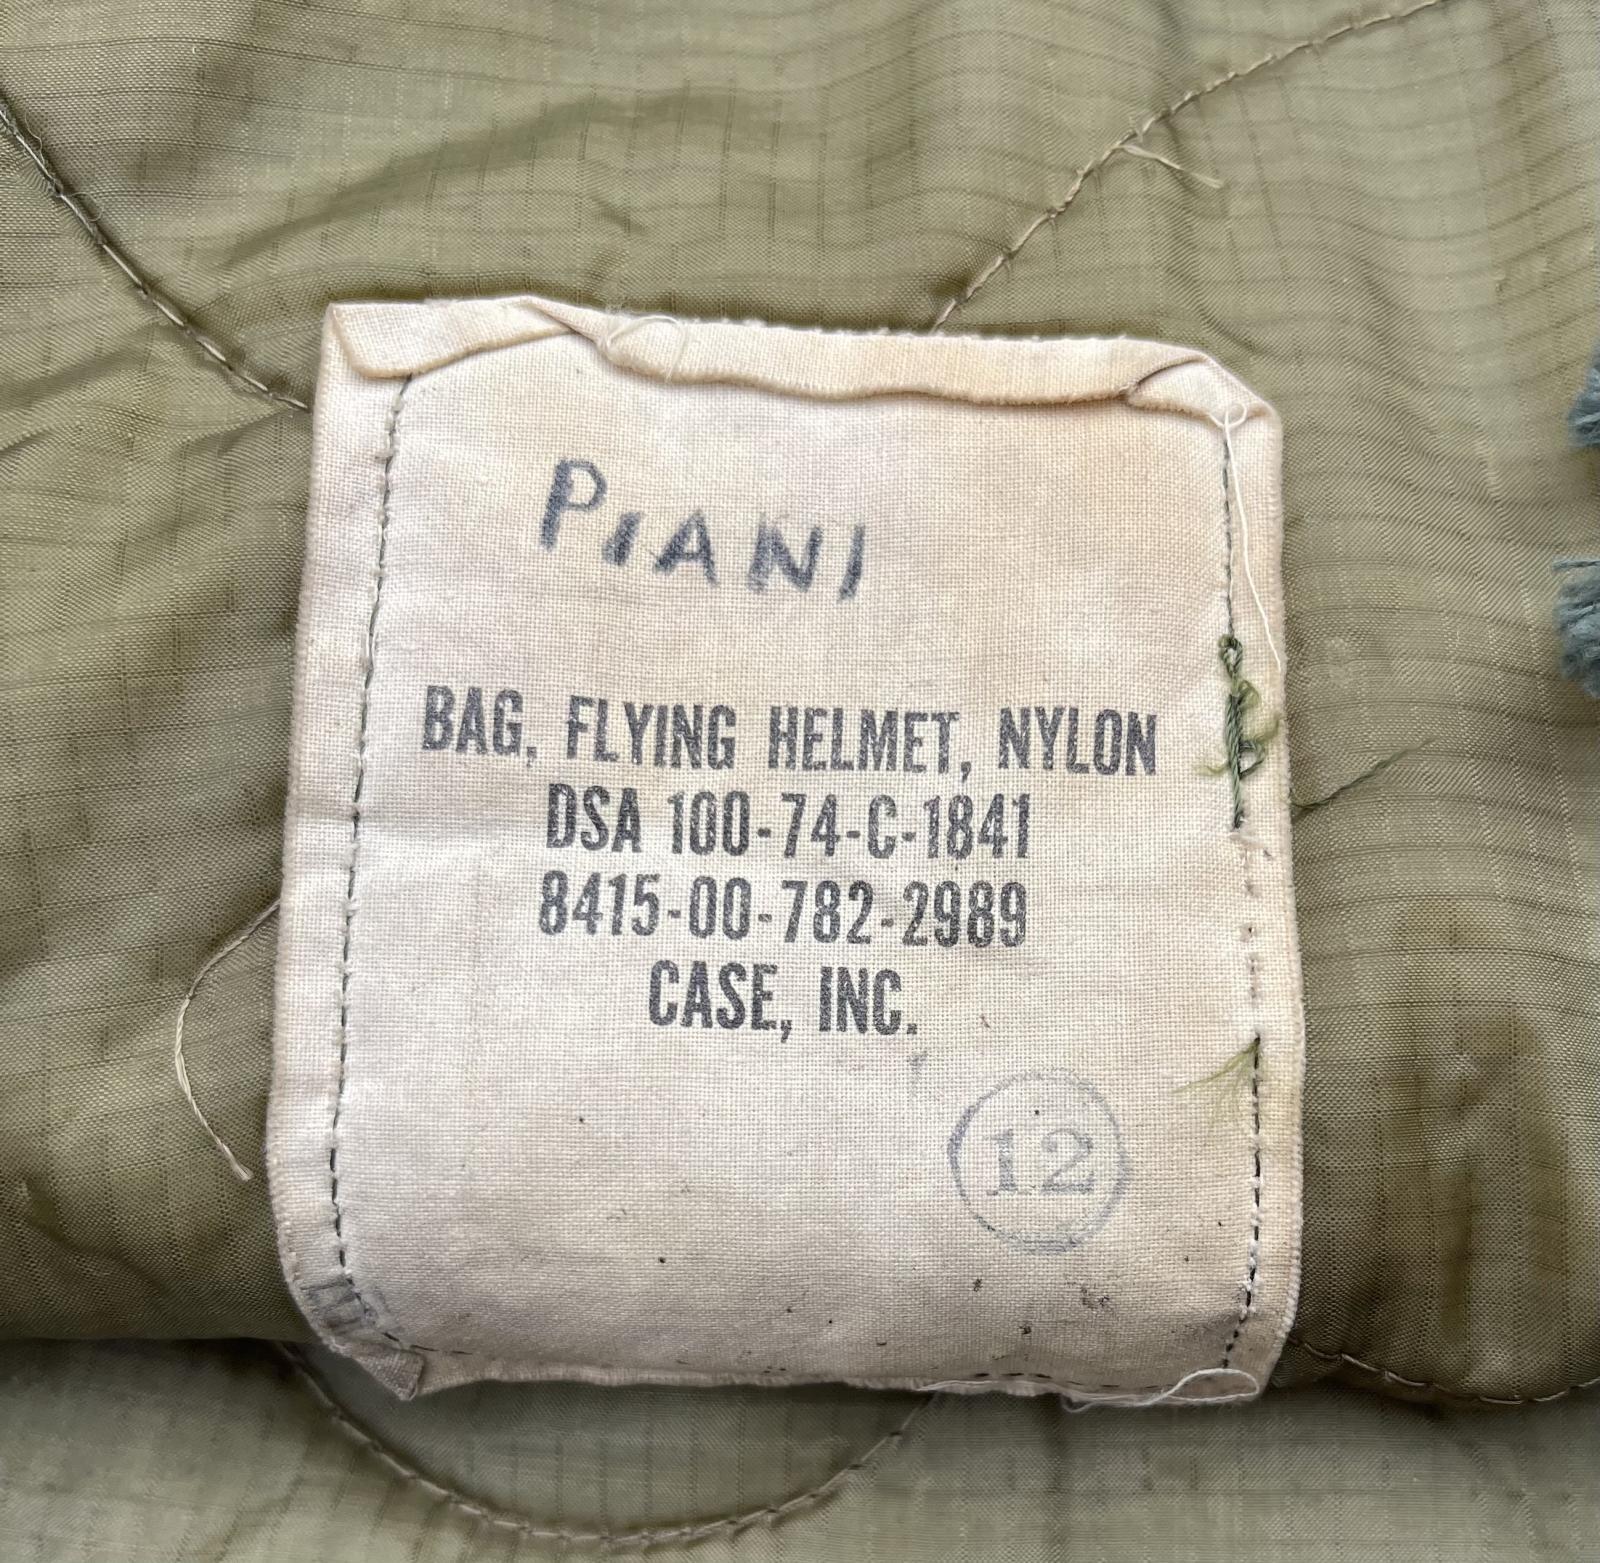 PIANI
BAG, FLYING HELMET, NYLON
DSA 100-74-C-1841
8415-00-782-2989
CASE, INC.
12